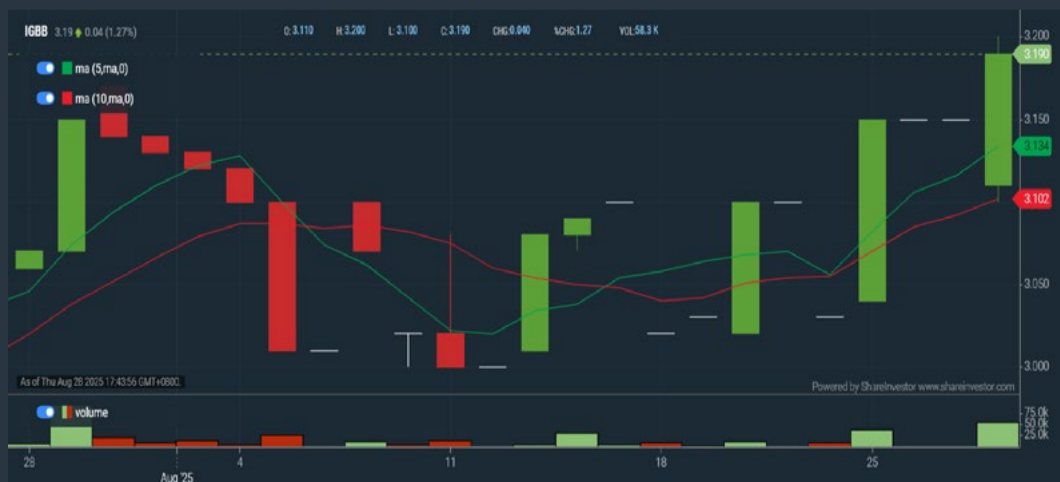 IGBB 3.19 0.04 (1.27%) O:3.110 H:3.200 L:3.100 C:3.190 CHG:0.040 %CHG:1.27 VOL:58.3 K
ma (5,ma,0)
ma (10,ma,0)
3.200
3.190
3.150
3.134
3.102
3.050
3.000
As of Thu Aug 28 2025 17:43:56 GMT+0800.
Powered by ShareInvestor www.shareinvestor.com
volume
75.0k
50.0k
25.0k
28 4 11 18 25
Aug '25